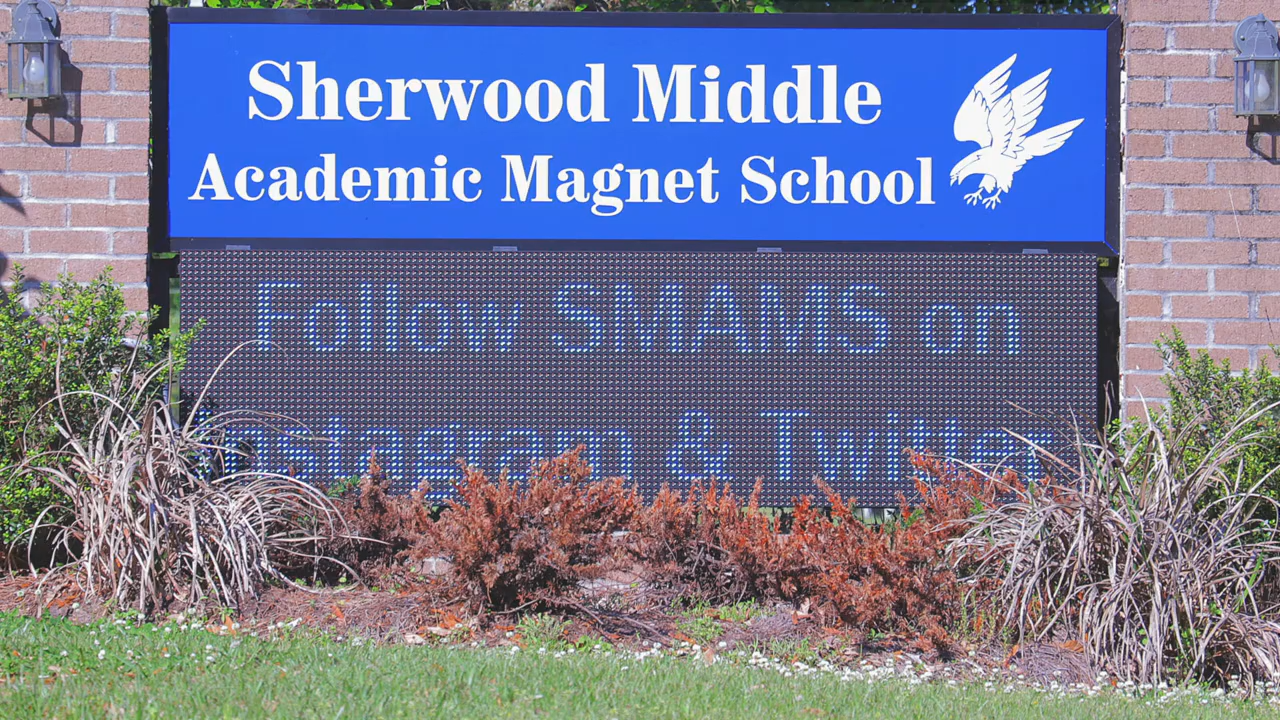 Sherwood Middle
Academic Magnet School
Follow SMAMS on
Instagram & Twitter